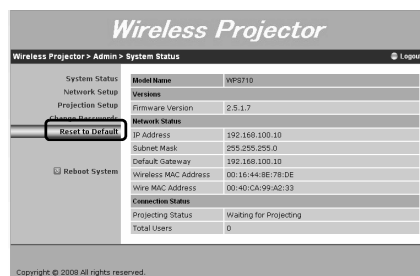 Wireless Projector
Wireless Projector > Admin > System Status
Logou
System Status
Network Setup
Projection Setup
Change Passwords
Reset to Default
Reboot System
Model Name WPS710
Versions
Firmware Version 2.5.1.7
Network Status
IP Address 192.168.100.10
Subnet Mask 255.255.255.0
Default Gateway 192.168.100.10
Wireless MAC Address 00:16:44:8E:78:DE
Wire MAC Address 00:40:CA:99:A2:33
Connection Status
Projecting Status Waiting for Projecting
Total Users 0
Copyright © 2008 All rights reserved.